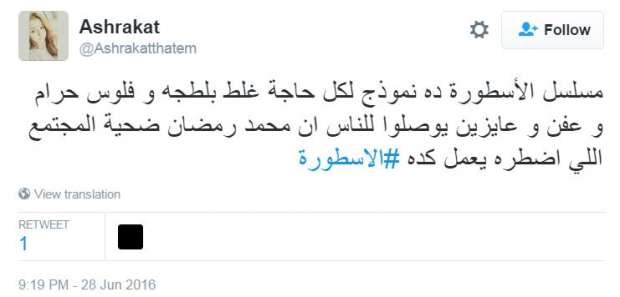 Ashrakat
@Ashrakatthatem
Follow
مسلسل الأسطورة ده نموذج لكل حاجة غلط بلطجه و فلوس حرام
و عفن و عايزين يوصلوا للناس ان محمد رمضان ضحية المجتمع
اللي اضطره يعمل كده #الاسطورة
View translation
RETWEET
1
9:19 PM - 28 Jun 2016